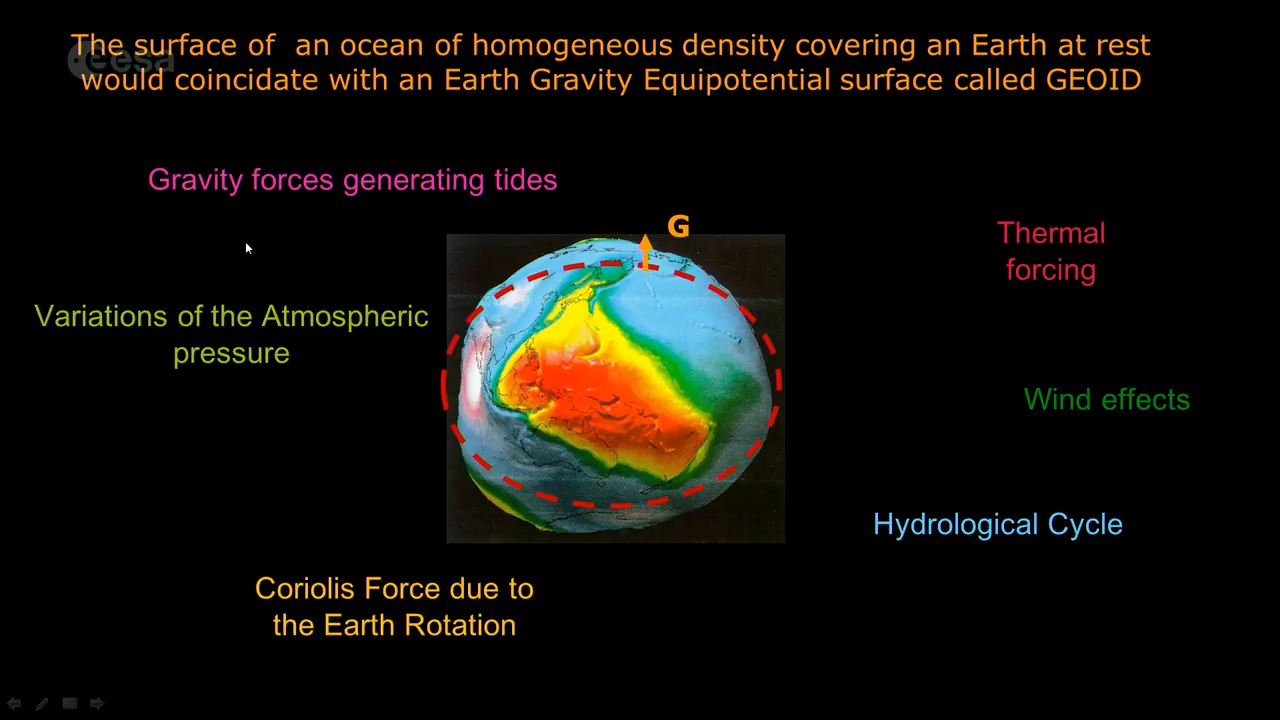 The surface of  an ocean of homogeneous density covering an Earth at rest
would coincidate with an Earth Gravity Equipotential surface called GEOID
eesa
Gravity forces generating tides
G
Thermal
forcing
Variations of the Atmospheric
pressure
Wind effects
Hydrological Cycle
Coriolis Force due to
the Earth Rotation